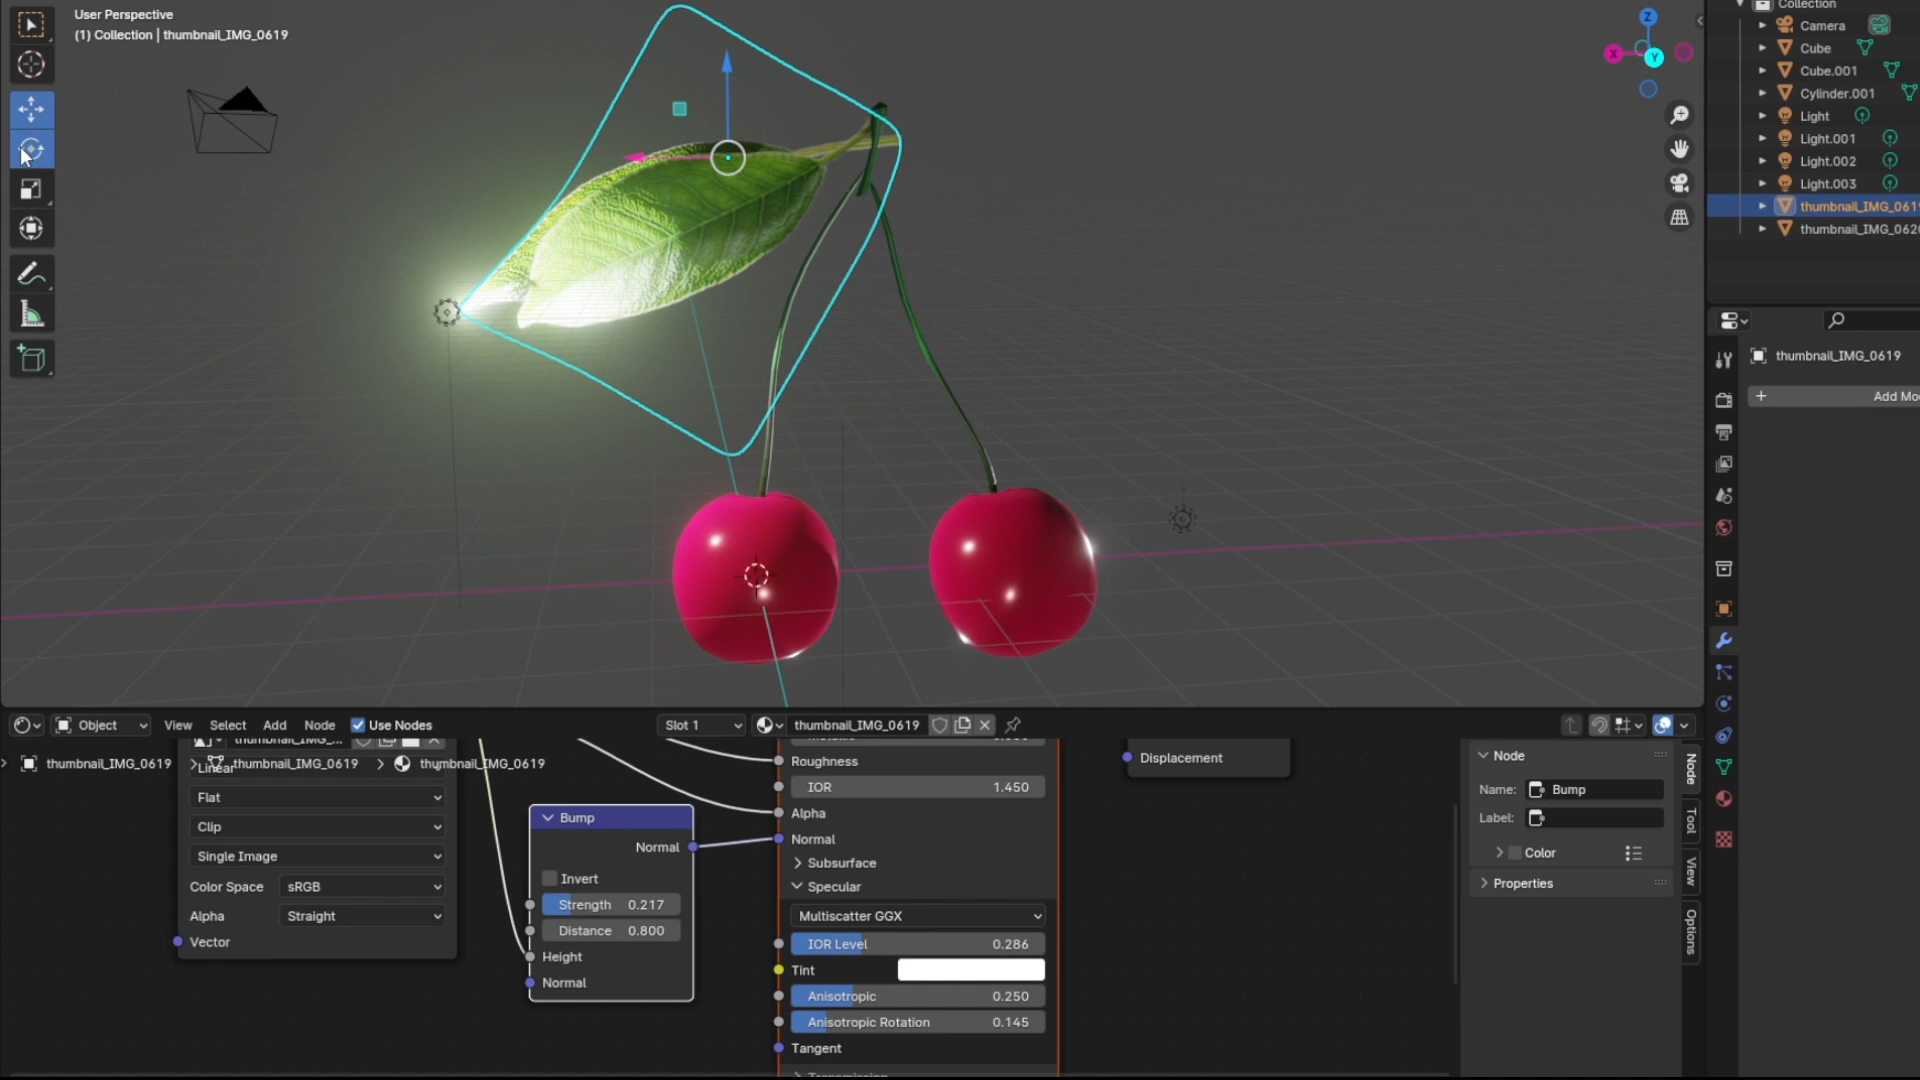 User Perspective
(1) Collection | thumbnail_IMG_0619
Z
X
Y
Collection
Camera
Cube
Cube.001
Cylinder.001
Light
Light.001
Light.002
Light.003
thumbnail_IMG_061
thumbnail_IMG_062
thumbnail_IMG_0619
Add Mo
Object
View
Select
Add
Node
Use Nodes
Slot 1
thumbnail_IMG_0619
thumbnail_IMG_...
thumbnail_IMG_0619
thumbnail_IMG_0619
thumbnail_IMG_0619
Linear
Flat
Clip
Single Image
Color Space
sRGB
Alpha
Straight
Vector
Bump
Normal
Invert
Strength 0.217
Distance 0.800
Height
Normal
Roughness
IOR 1.450
Alpha
Normal
Subsurface
Specular
Multiscatter GGX
IOR Level 0.286
Tint
Anisotropic 0.250
Anisotropic Rotation 0.145
Tangent
Displacement
Node
Name: Bump
Label:
Color
Properties
Node
Tool
View
Options